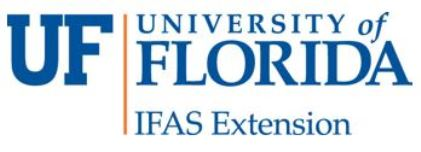 UF
UNIVERSITY of
FLORIDA
IFAS Extension